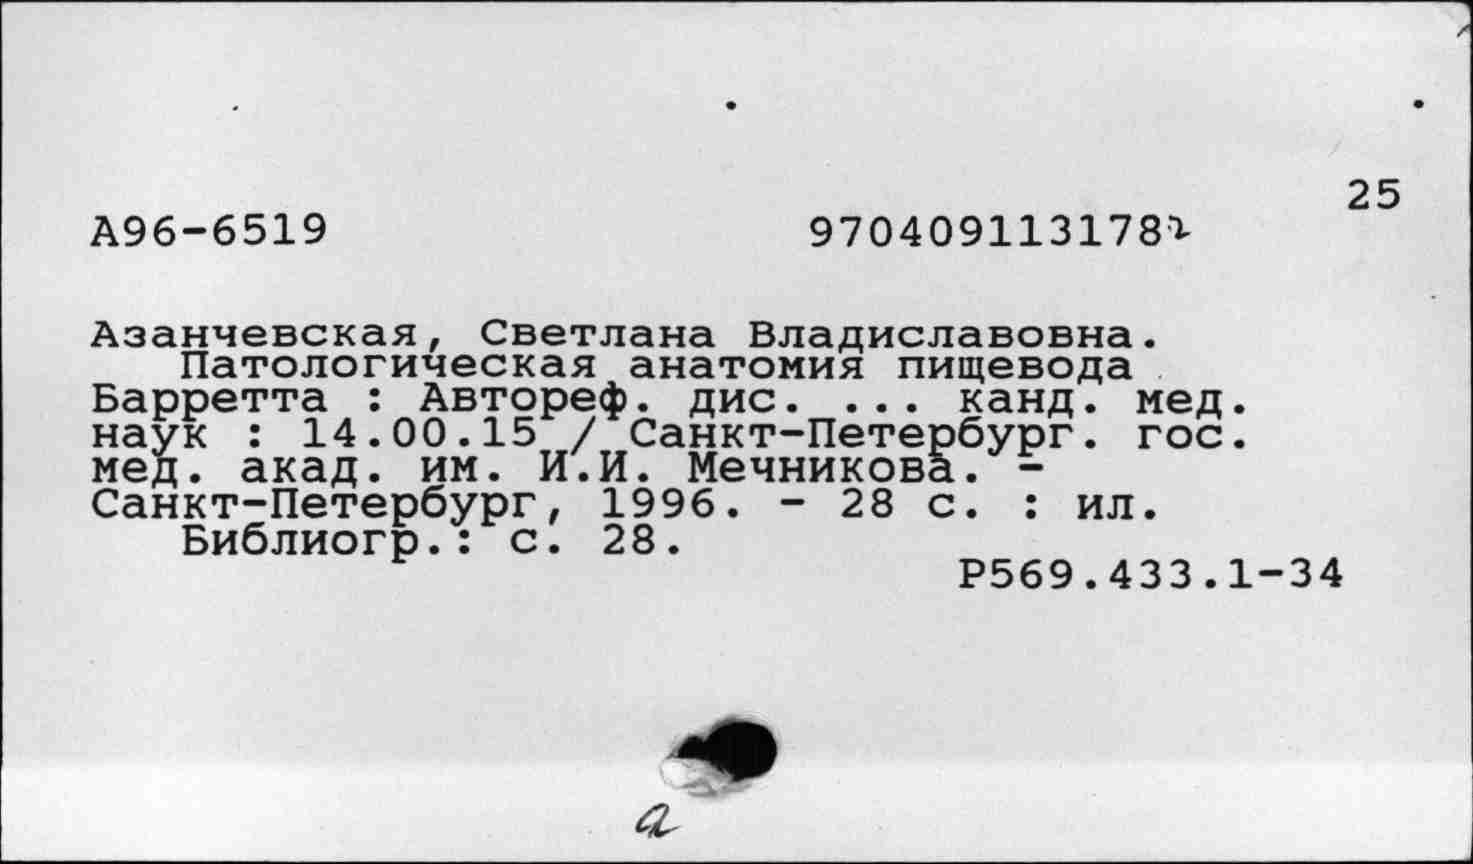 25
А96-6519 970409113178
Азанчевская, Светлана Владиславовна.
Патологическая анатомия пищевода
Барретта : Автореф. дис. ... канд. мед.
наук : 14.00.15 / Санкт-Петербург. гос.
мед. акад. им. И.И. Мечникова. -
Санкт-Петербург, 1996. - 28 с. : ил.
Библиогр.: с. 28.
Р569.433.1-34
а